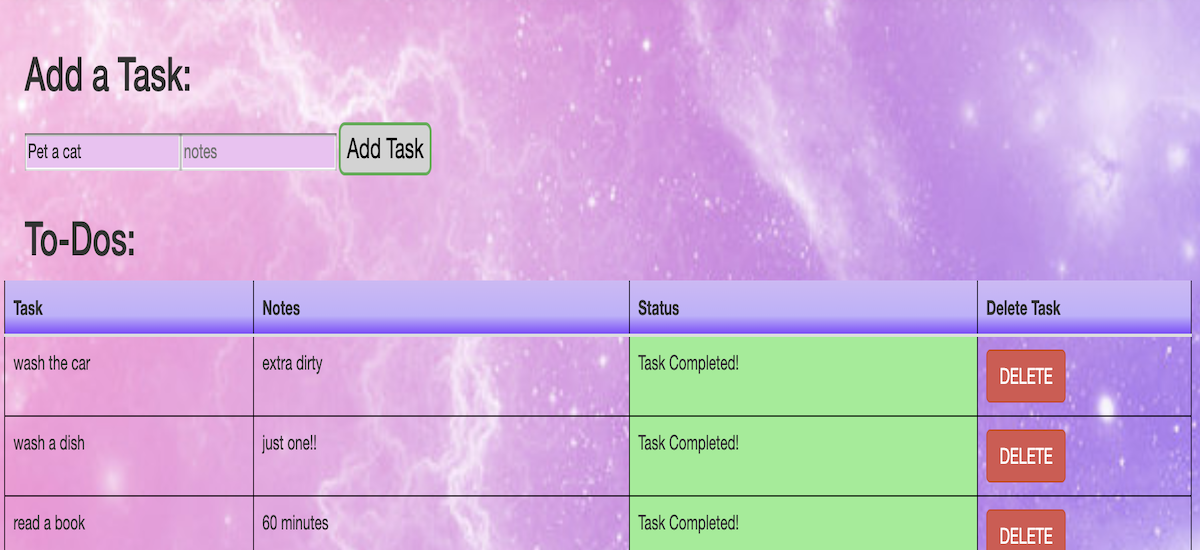 Add a Task:
Pet a cat notes Add Task
To-Dos:
Task Notes Status Delete Task
wash the car extra dirty Task Completed! DELETE
wash a dish just one!! Task Completed! DELETE
read a book 60 minutes Task Completed! DELETE